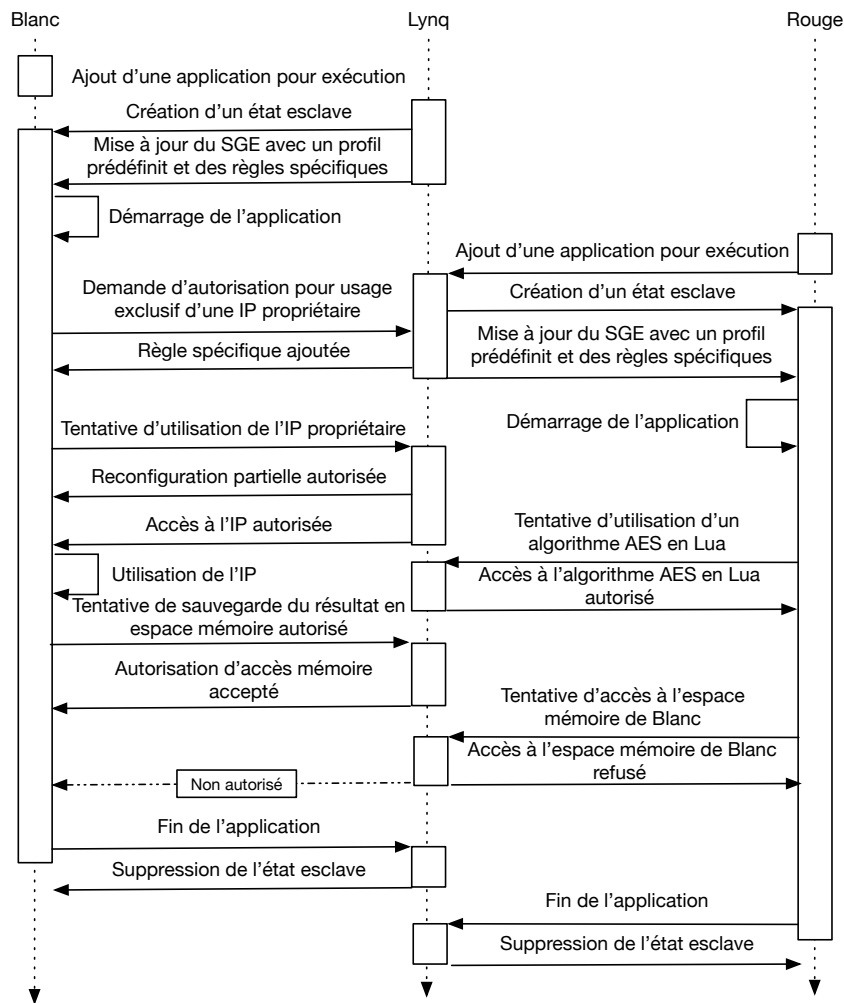 Blanc
Lynq
Rouge
Ajout d'une application pour exécution
Création d'un état esclave
Mise à jour du SGE avec un profil
prédéfinit et des règles spécifiques
Démarrage de l'application
Ajout d'une application pour exécution
Demande d'autorisation pour usage
exclusif d'une IP propriétaire
Création d'un état esclave
Règle spécifique ajoutée
Mise à jour du SGE avec un profil
prédéfinit et des règles spécifiques
Démarrage de l'application
Tentative d'utilisation de l'IP propriétaire
Reconfiguration partielle autorisée
Accès à l'IP autorisée
Tentative d'utilisation d'un
algorithme AES en Lua
Utilisation de l'IP
Accès à l'algorithme AES en Lua
autorisé
Tentative de sauvegarde du résultat en
espace mémoire autorisé
Autorisation d'accès mémoire
accepté
Tentative d'accès à l'espace
mémoire de Blanc
Accès à l'espace mémoire de Blanc
refusé
Non autorisé
Fin de l'application
Suppression de l'état esclave
Fin de l'application
Suppression de l'état esclave